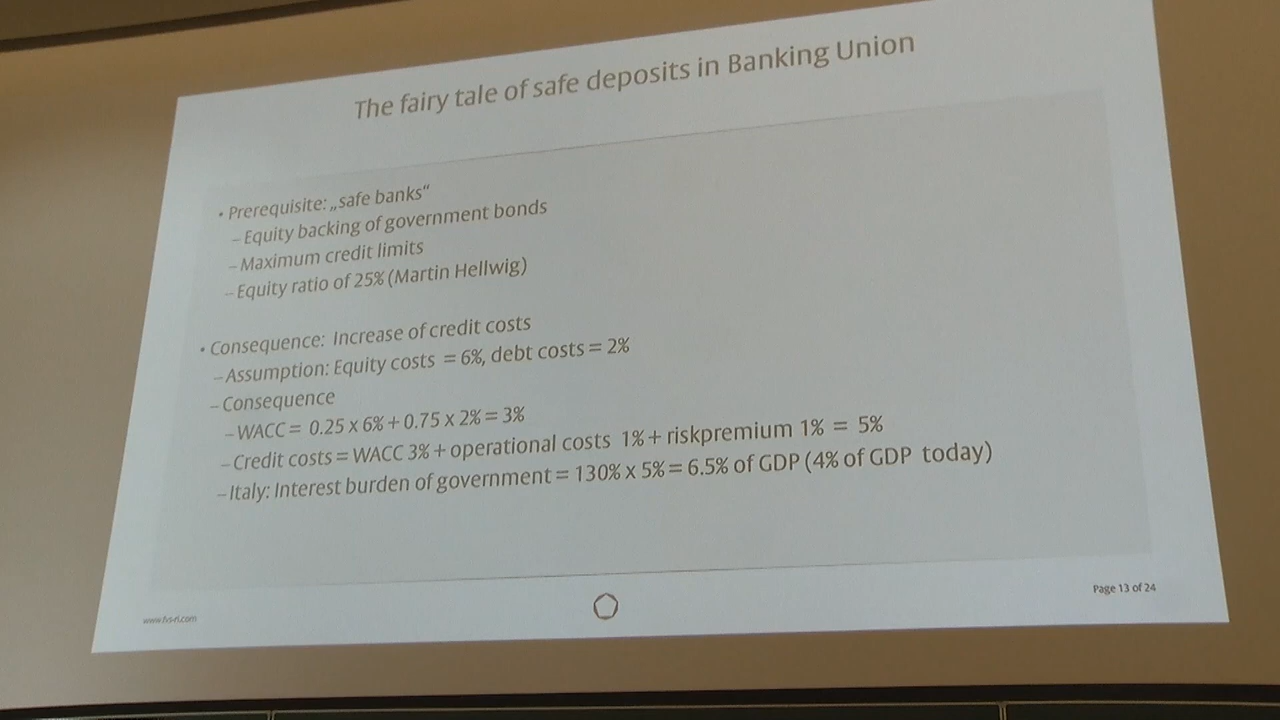 The fairy tale of safe deposits in Banking Union
• Prerequisite: „safe banks“
– Equity backing of government bonds
– Maximum credit limits
– Equity ratio of 25% (Martin Hellwig)
• Consequence: Increase of credit costs
– Assumption: Equity costs = 6%, debt costs = 2%
– Consequence
– WACC = 0.25 x 6% + 0.75 x 2% = 3%
– Credit costs = WACC 3% + operational costs 1% + riskpremium 1% = 5%
– Italy: Interest burden of government = 130% x 5% = 6.5% of GDP (4% of GDP today)
Page 13 of 24